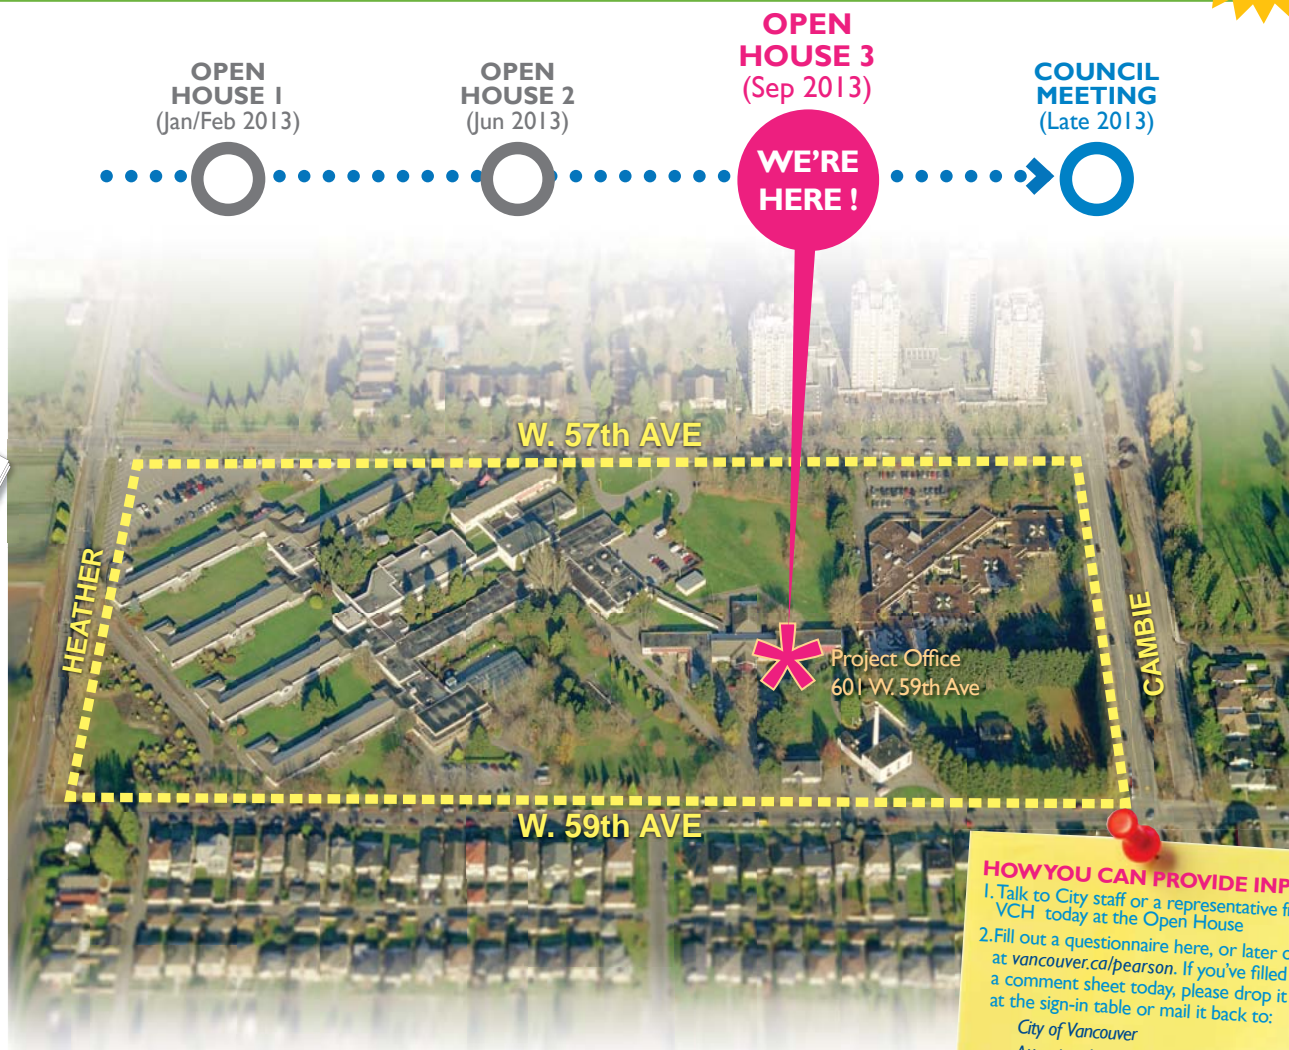 OPEN
HOUSE 1
(Jan/Feb 2013)
OPEN
HOUSE 2
(Jun 2013)
OPEN
HOUSE 3
(Sep 2013)
COUNCIL
MEETING
(Late 2013)
WE'RE
HERE !
W. 57th AVE
HEATHER
CAMBIE
Project Office
601 W. 59th Ave
W. 59th AVE
HOW YOU CAN PROVIDE
1. Talk to City staff or a representative
VCH today at the Open House
2. Fill out a questionnaire here, or later
at vancouver.ca/pearson. If you've filled
a comment sheet today, please drop it
at the sign-in table or mail it back to:
City of Vancouver